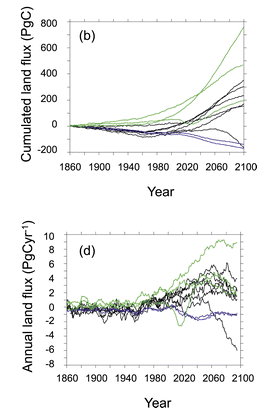 800
(b)
600
400
200
0
-200
Cumulated land flux (PgC)
1860 1900 1940 1980 2020 2060 2100
Year
10
(d)
8
6
4
2
0
-2
-4
-6
-8
Annual land flux (PgCyr⁻¹)
1860 1900 1940 1980 2020 2060 2100
Year